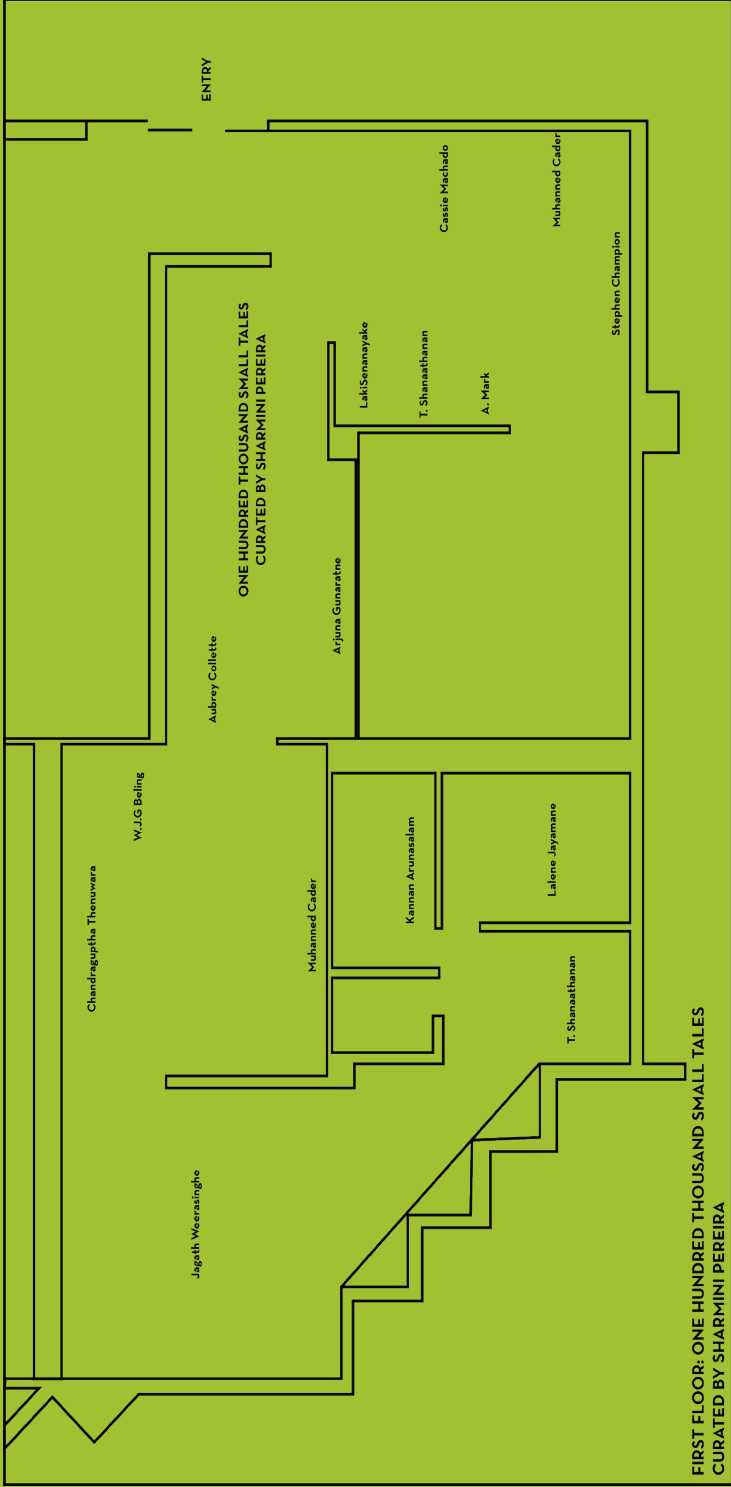 Chandraguptha Thenuwara
W.J.G Beling
Jagath Weerasinghe
ENTRY
Aubrey Collette
ONE HUNDRED THOUSAND SMALL TALES
CURATED BY SHARMINI PEREIRA
Muhanned Cader
Arjuna Gunaratne
LakiSenanayake
Kannan Arunasalam
T. Shanaathanan
Cassie Machado
A. Mark
Lalene Jayamane
Muhanned Cader
T. Shanaathanan
Stephen Champion
FIRST FLOOR: ONE HUNDRED THOUSAND SMALL TALES
CURATED BY SHARMINI PEREIRA